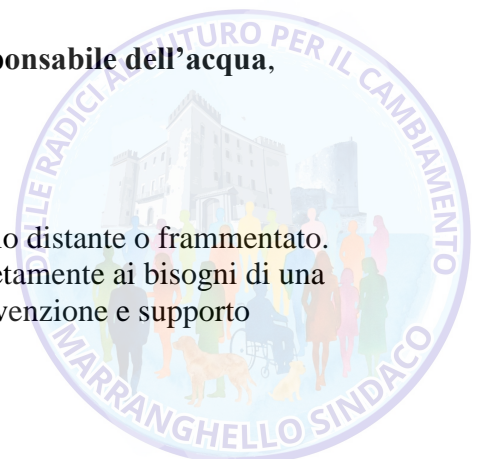 ponsabile dell’acqua,
DALLE RADICI AL FUTURO PER IL CAMBIAMENTO
o distante o frammentato.
etamente ai bisogni di una
venzione e supporto
MARRANGHELLO SINDACO